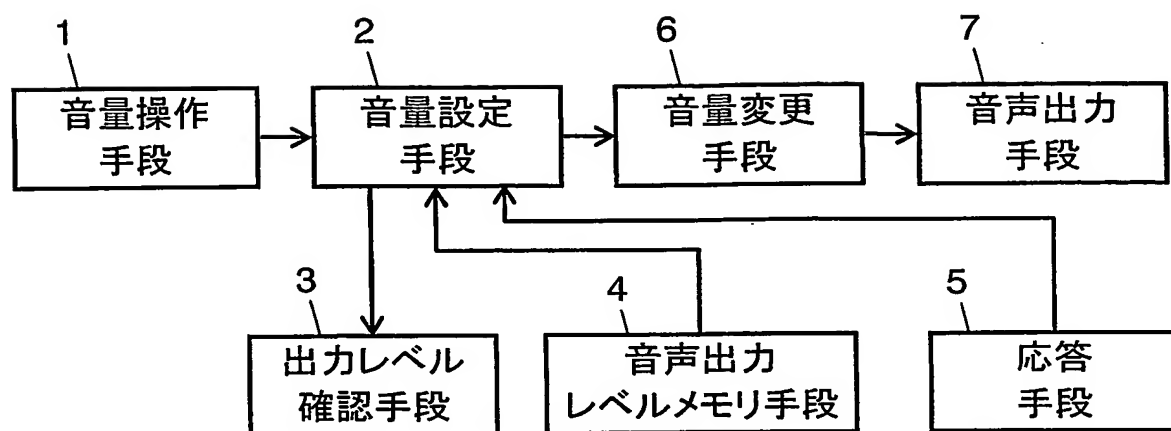 1
音量操作
手段
2
音量設定
手段
6
音量変更
手段
7
音声出力
手段
3
出力レベル
確認手段
4
音声出力
レベルメモリ手段
5
応答
手段